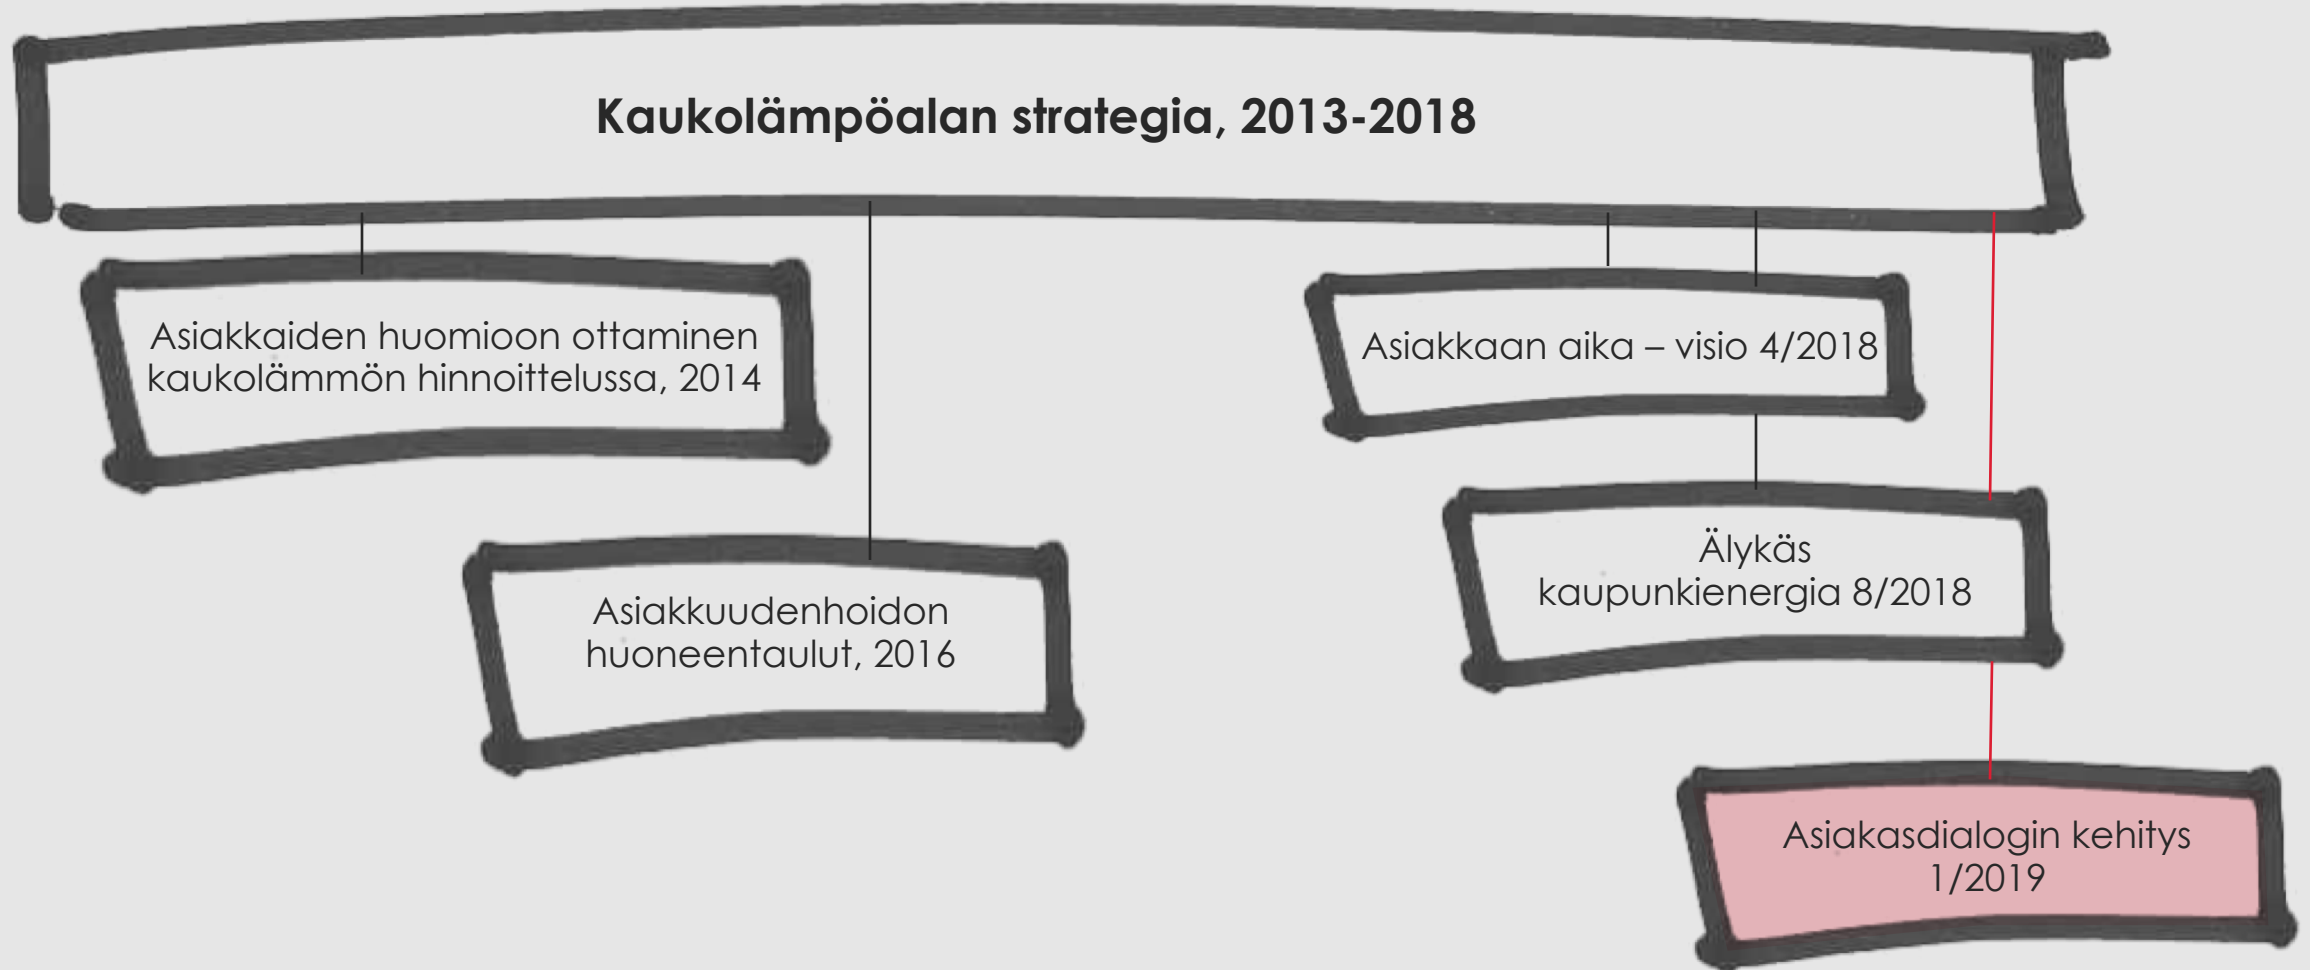 Kaukolämpöalan strategia, 2013-2018
Asiakkaiden huomioon ottaminen
kaukolämmön hinnoittelussa, 2014
Asiakkaan aika – visio 4/2018
Älykäs
kaupunkienergia 8/2018
Asiakkuudenhoidon
huoneentaulut, 2016
Asiakasdialogin kehitys
1/2019